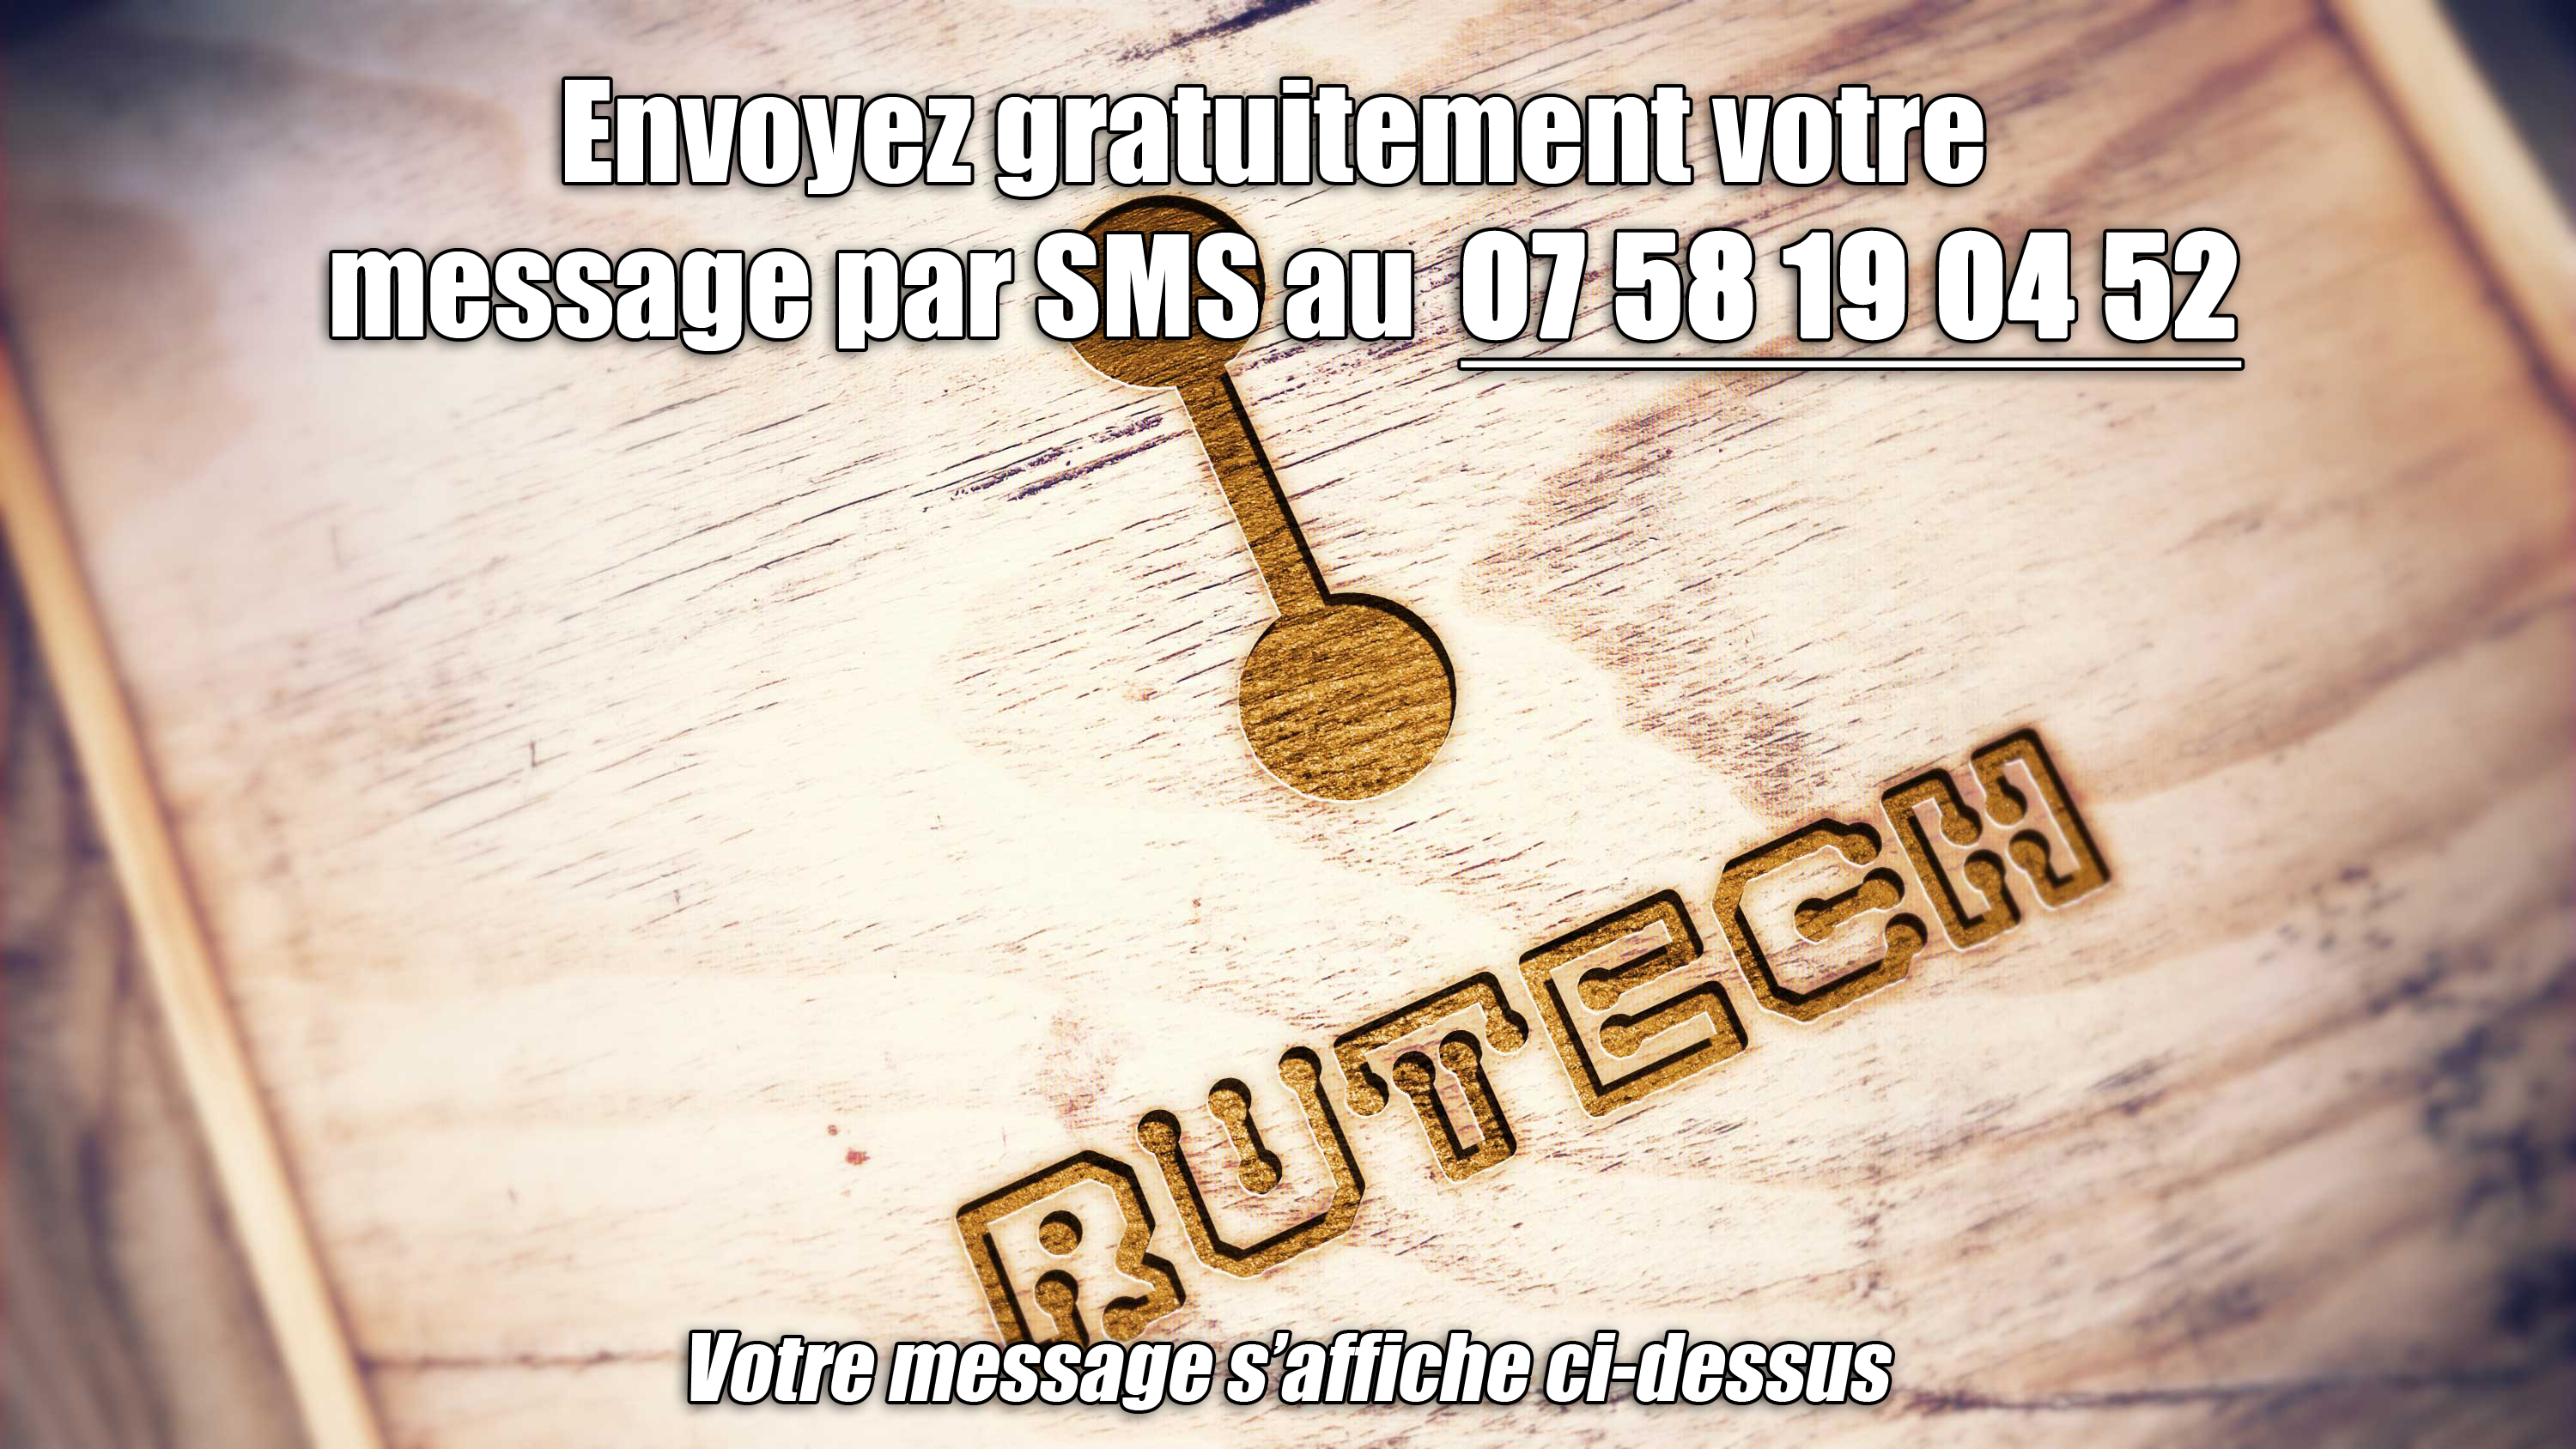 Envoyez gratuitement votre
message par SMS au 07 58 19 04 52
RUTECH
Votre message s'affiche ci-dessus